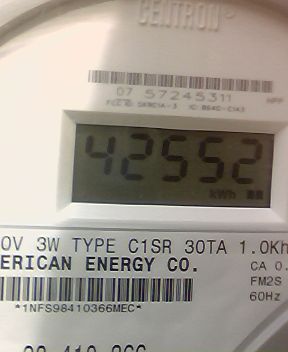 CENTRON
07 57245311
42552
kWh
0V 3W TYPE C1SR 30TA 1.0Kh
ERICAN ENERGY CO.
CA 0.
FM2S
60Hz
*1NFS98410366MEC*